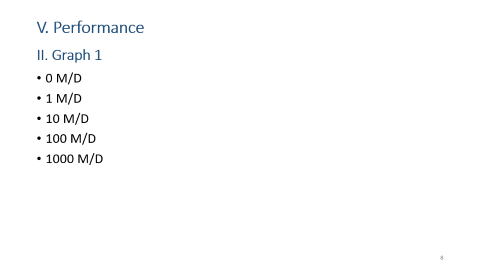 V. Performance
II. Graph 1
• 0 M/D
• 1 M/D
• 10 M/D
• 100 M/D
• 1000 M/D
8